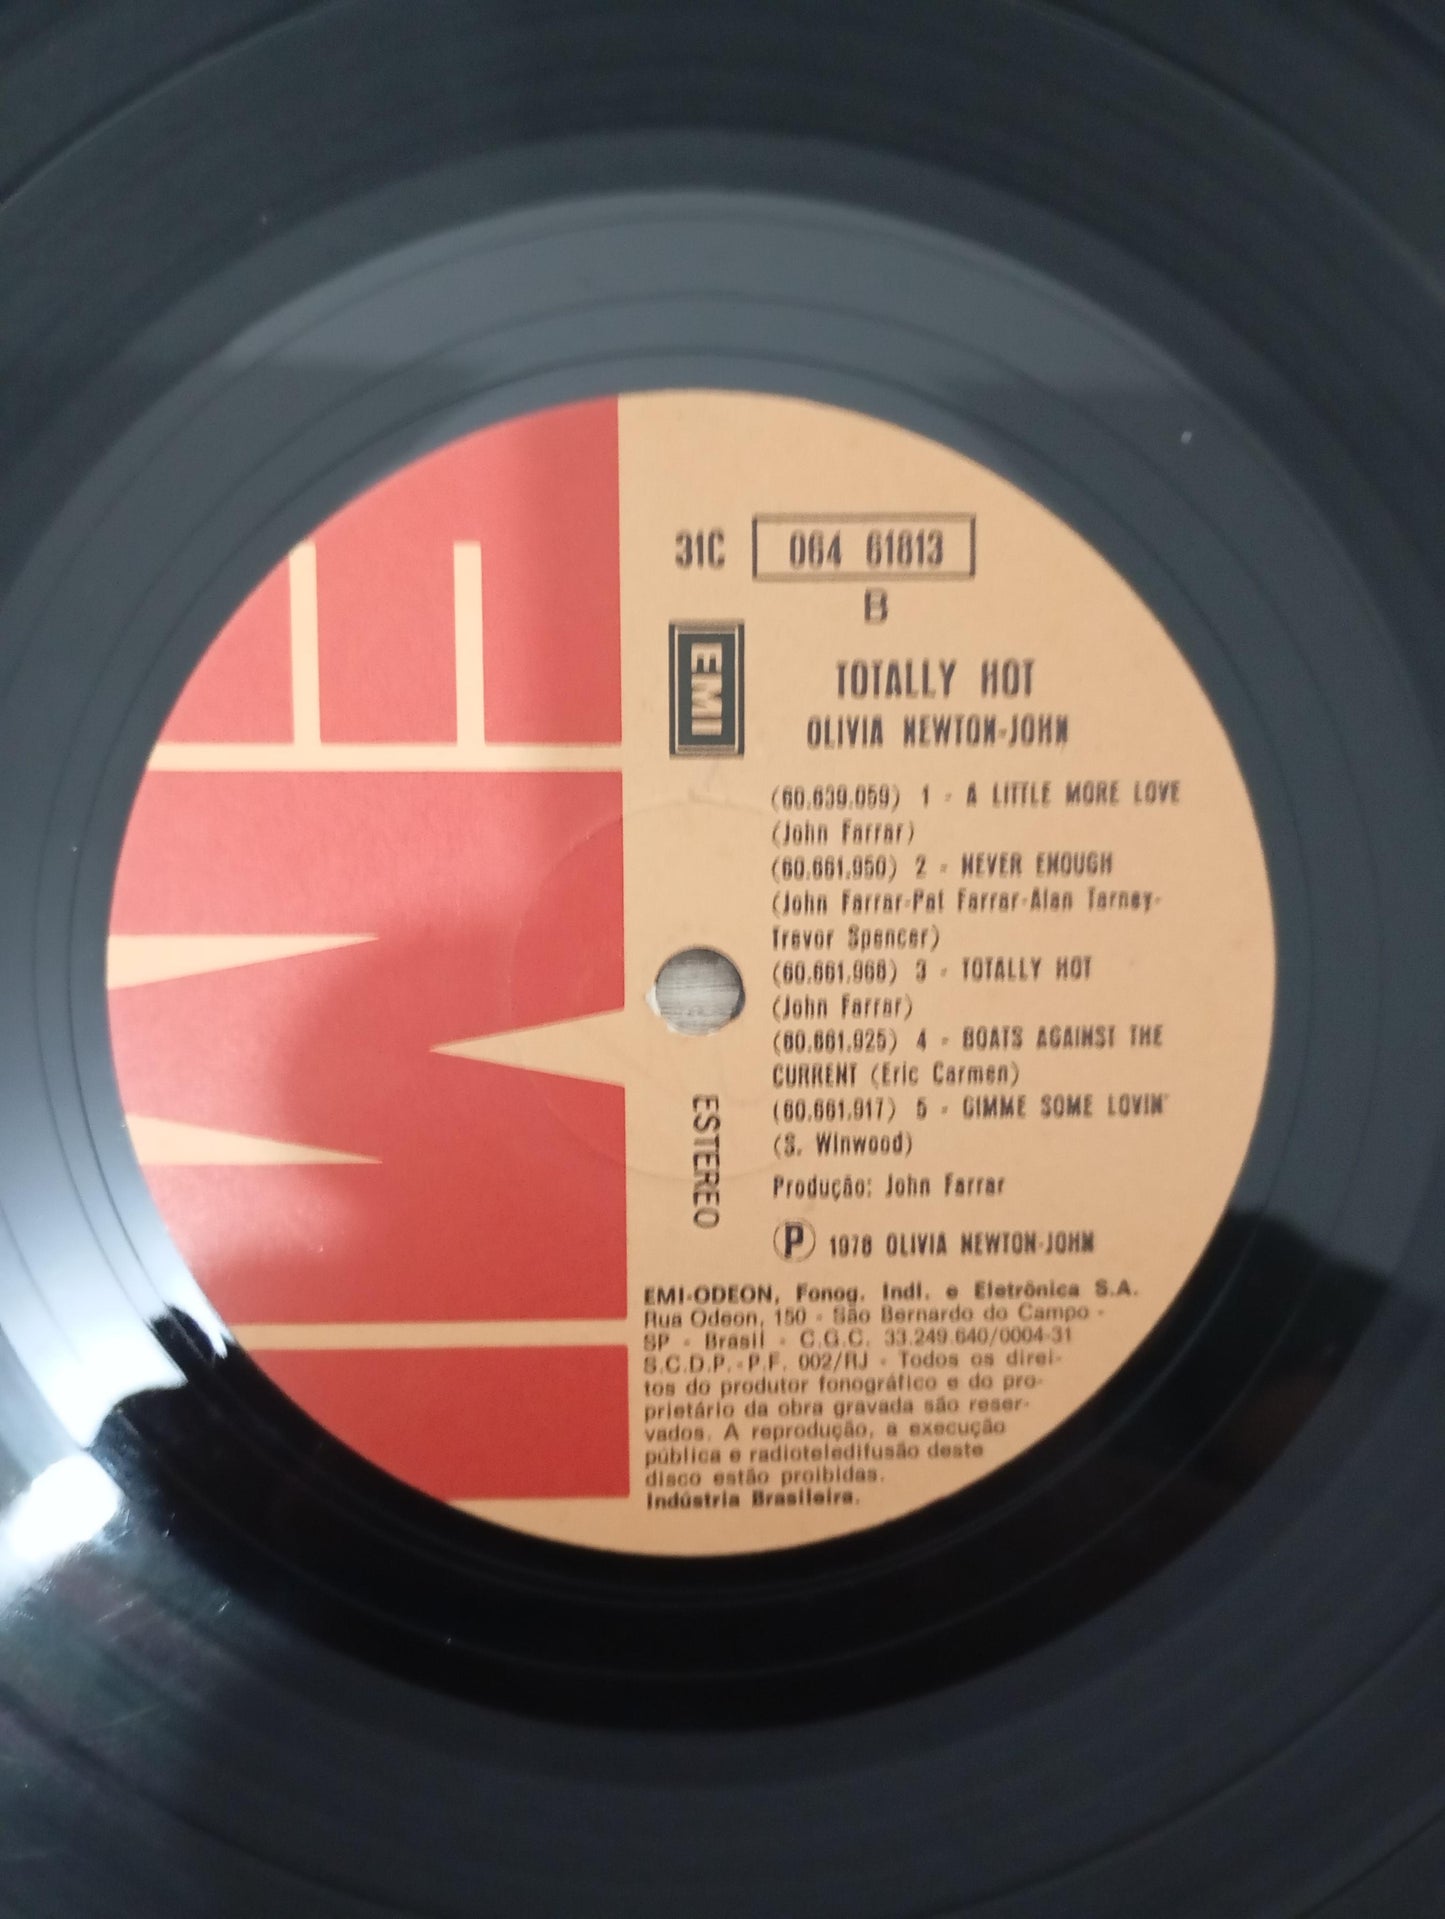 31C 064 61813
B
EMI
TOTALLY HOT
OLIVIA NEWTON-JOHN
(60.639.059) 1 - A LITTLE MORE LOVE
(John Farrar)
(60.661.950) 2 - NEVER ENOUGH
(John Farrar-Pat Farrar-Alan Tarney-
Trevor Spencer)
(60.661.968) 3 - TOTALLY HOT
(John Farrar)
(60.661.925) 4 - BOATS AGAINST THE
CURRENT (Eric Carmen)
(60.661.917) 5 - GIMME SOME LOVIN'
(S. Winwood)
Produção: John Farrar
ESTEREO
Ⓟ 1978 OLIVIA NEWTON-JOHN
EMI-ODEON, Fonog. Indl. e Eletrônica S.A.
Rua Odeon, 150 - São Bernardo do Campo -
SP - Brasil - C.G.C. 33.249.640/0004-31
S.C.D.P.-P.F. 002/RJ - Todos os direi-
tos do produtor fonográfico e do pro-
prietário da obra gravada são reser-
vados. A reprodução, a execução
pública e radioteledifusão deste
disco estão proibidas.
Indústria Brasileira.
EMI